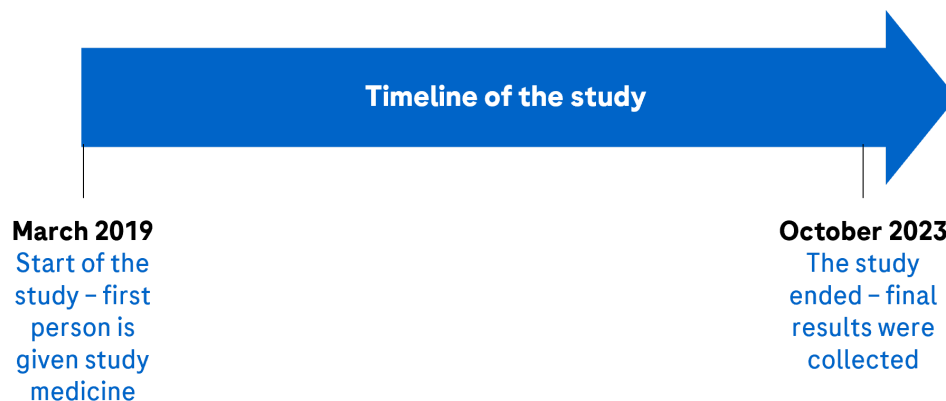 Timeline of the study
March 2019
Start of the
study – first
person is
given study
medicine
October 2023
The study
ended – final
results were
collected